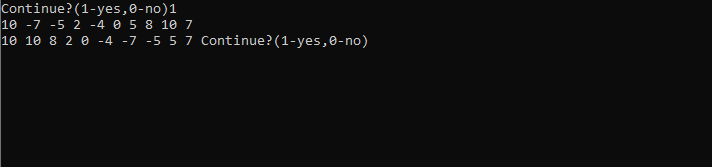 Continue?(1-yes,0-no)1
10 -7 -5 2 -4 0 5 8 10 7
10 10 8 2 0 -4 -7 -5 5 7 Continue?(1-yes,0-no)